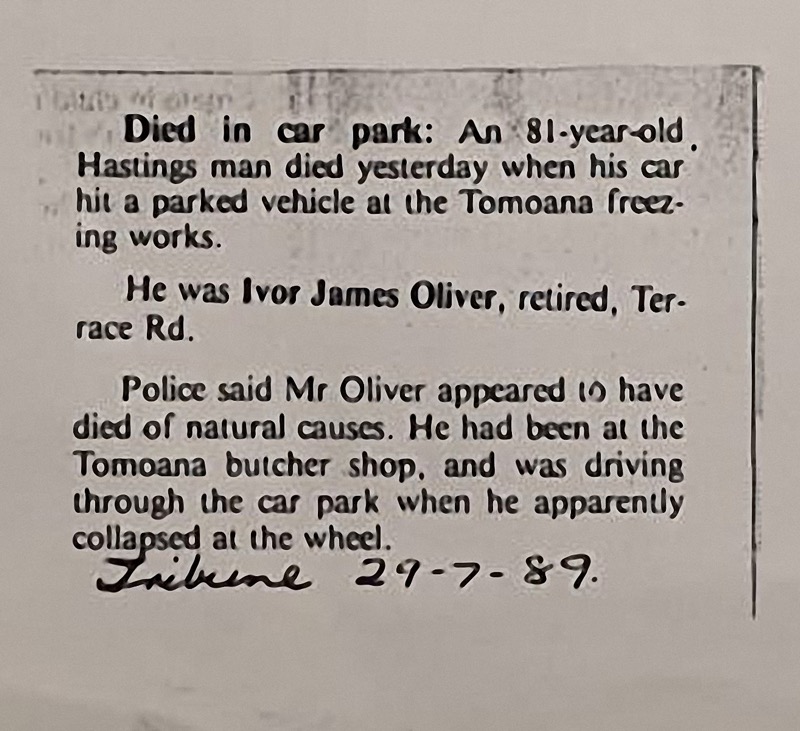 Died in car park: An 81-year-old
Hastings man died yesterday when his car
hit a parked vehicle at the Tomoana freez-
ing works.
He was Ivor James Oliver, retired, Ter-
race Rd.
Police said Mr Oliver appeared to have
died of natural causes. He had been at the
Tomoana butcher shop, and was driving
through the car park when he apparently
collapsed at the wheel.
Tribune 29-7-89.